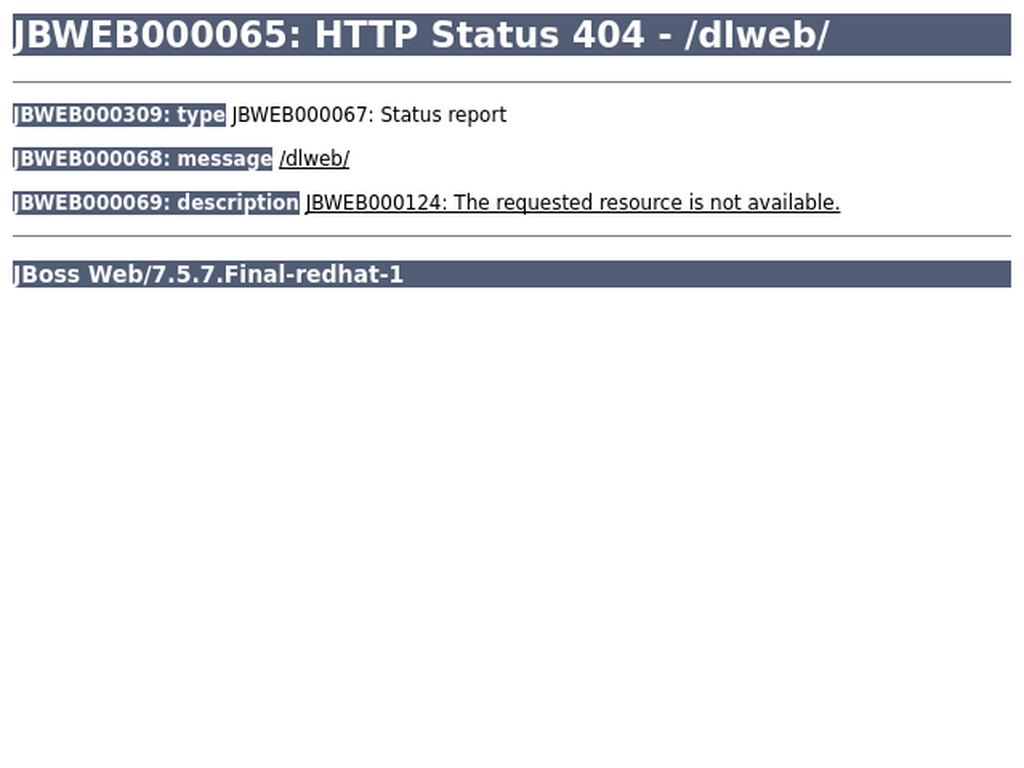 JBWEB000065: HTTP Status 404 - /dlweb/
JBWEB000309: type JBWEB000067: Status report
JBWEB000068: message /dlweb/
JBWEB000069: description JBWEB000124: The requested resource is not available.
JBoss Web/7.5.7.Final-redhat-1